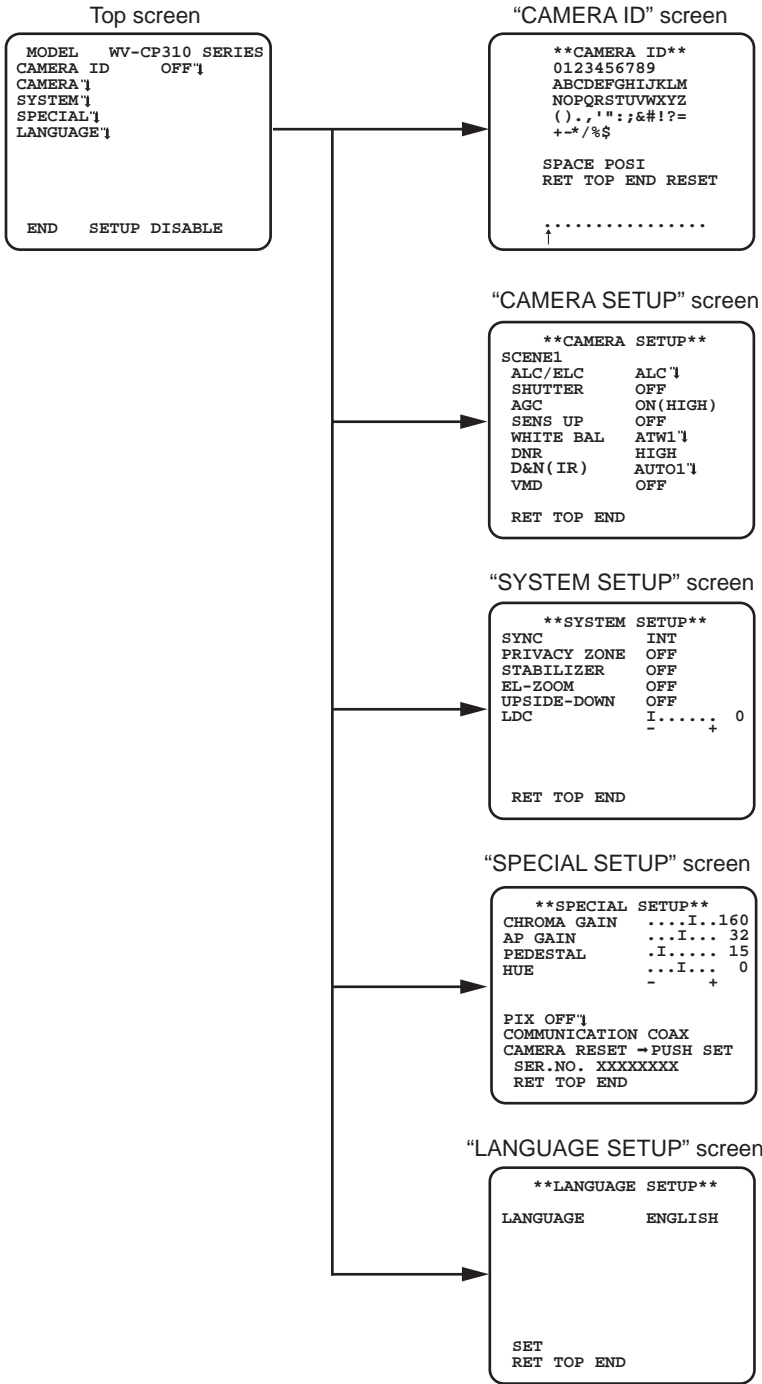 Top screen
MODEL WV-CP310 SERIES
CAMERA ID OFF
CAMERA
SYSTEM
SPECIAL
LANGUAGE
END SETUP DISABLE
“CAMERA ID” screen
**CAMERA ID**
0123456789
ABCDEFGHIJKLM
NOPQRSTUVWXYZ
().,'":;&#!?=
+-*/%$
SPACE POSI
RET TOP END RESET
................
↑
“CAMERA SETUP” screen
**CAMERA SETUP**
SCENE1
ALC/ELC ALC
SHUTTER OFF
AGC ON(HIGH)
SENS UP OFF
WHITE BAL ATW1
DNR HIGH
D&N(IR) AUTO1
VMD OFF
RET TOP END
“SYSTEM SETUP” screen
**SYSTEM SETUP**
SYNC INT
PRIVACY ZONE OFF
STABILIZER OFF
EL-ZOOM OFF
UPSIDE-DOWN OFF
LDC I...... 0
- +
RET TOP END
“SPECIAL SETUP” screen
**SPECIAL SETUP**
CHROMA GAIN ....I..160
AP GAIN ...I... 32
PEDESTAL .I..... 15
HUE ...I... 0
- +
PIX OFF
COMMUNICATION COAX
CAMERA RESET →PUSH SET
SER.NO. XXXXXXXX
RET TOP END
“LANGUAGE SETUP” screen
**LANGUAGE SETUP**
LANGUAGE ENGLISH
SET
RET TOP END